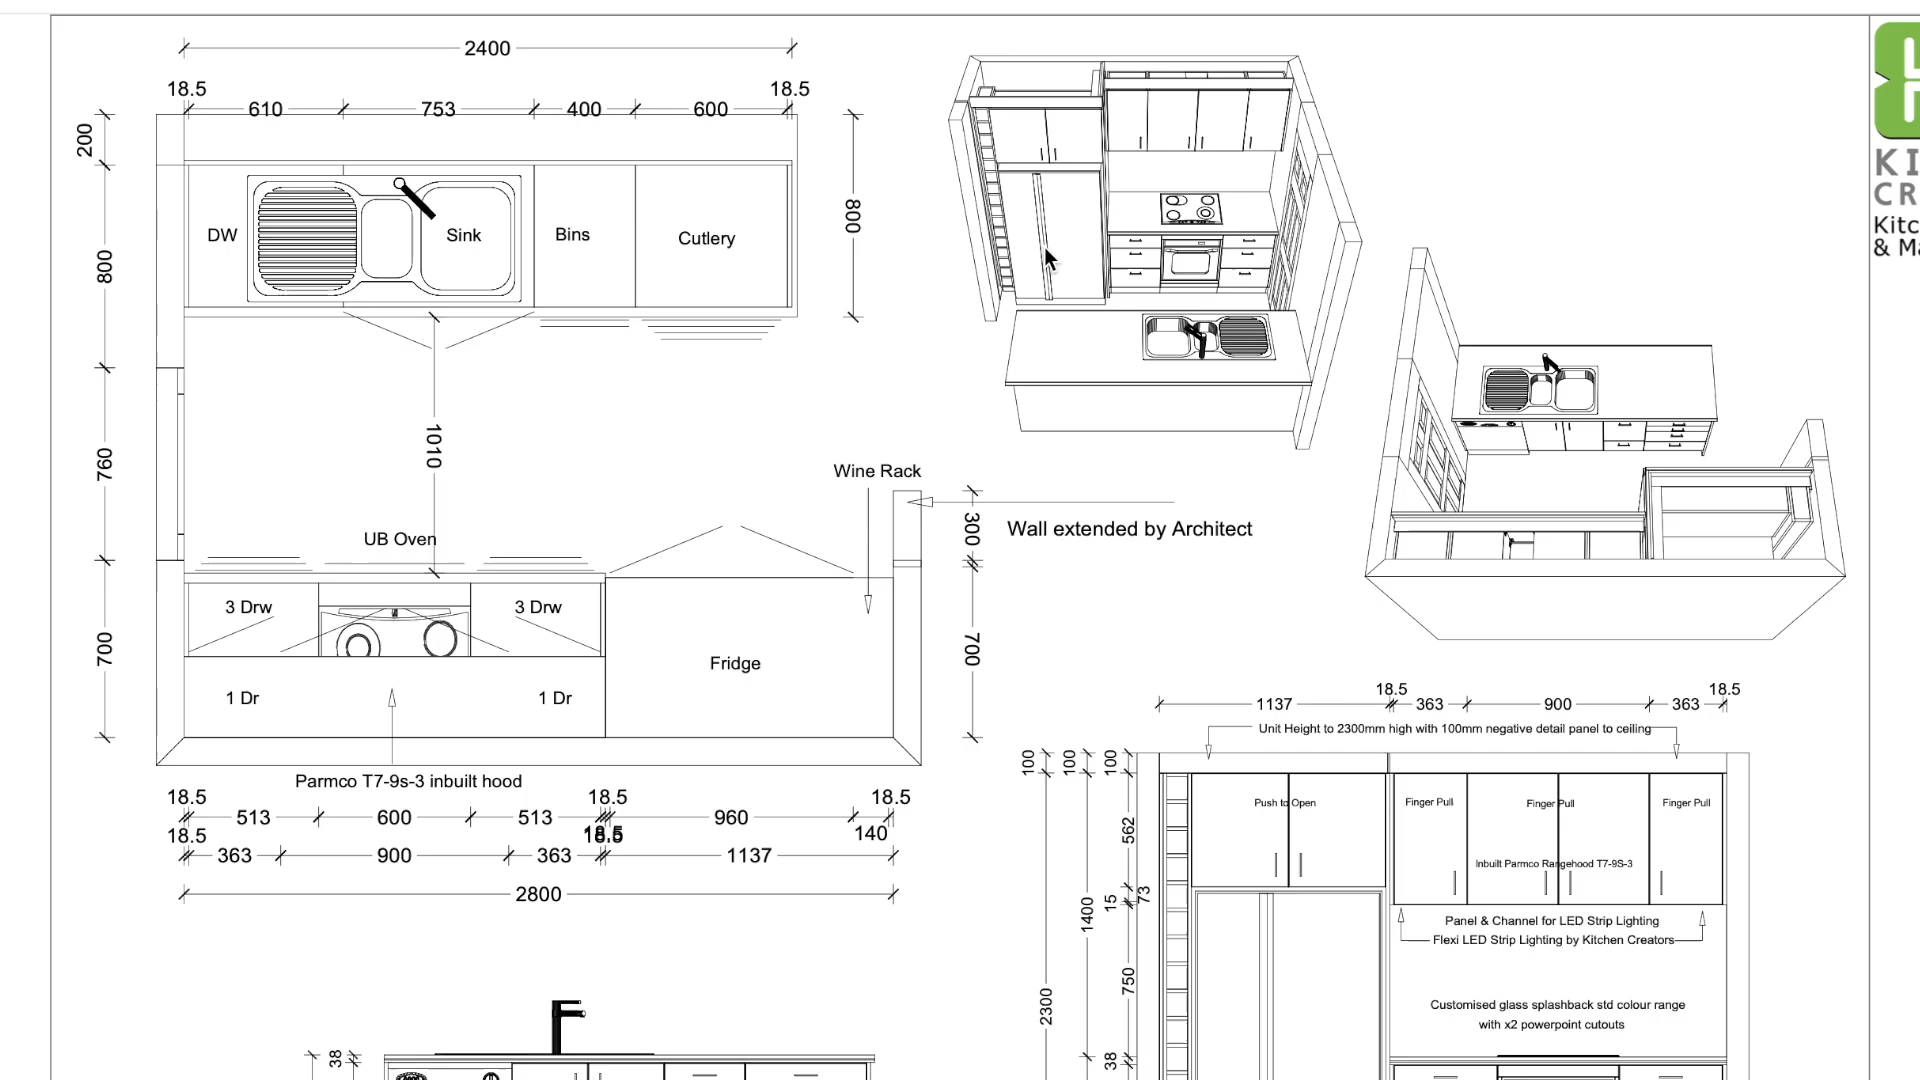 2400
18.5
18.5
610
753
400
600
200
800
DW
Sink
Bins
Cutlery
800
1010
760
Wine Rack
300
Wall extended by Architect
UB Oven
3 Drw
3 Drw
700
700
Fridge
1 Dr
1 Dr
Parmco T7-9s-3 inbuilt hood
18.5
18.5
18.5
513
600
513
960
140
18.5
363
900
363
1137
2800
38
KI
CR
Kitc
& Ma
18.5
18.5
1137
363
900
363
Unit Height to 2300mm high with 100mm negative detail panel to ceiling
100
100
100
Push to Open
Finger Pull
Finger Pull
Finger Pull
562
Inbuilt Parmco Rangehood T7-9S-3
73
15
1400
Panel & Channel for LED Strip Lighting
Flexi LED Strip Lighting by Kitchen Creators
750
2300
Customised glass splashback std colour range
with x2 powerpoint cutouts
38